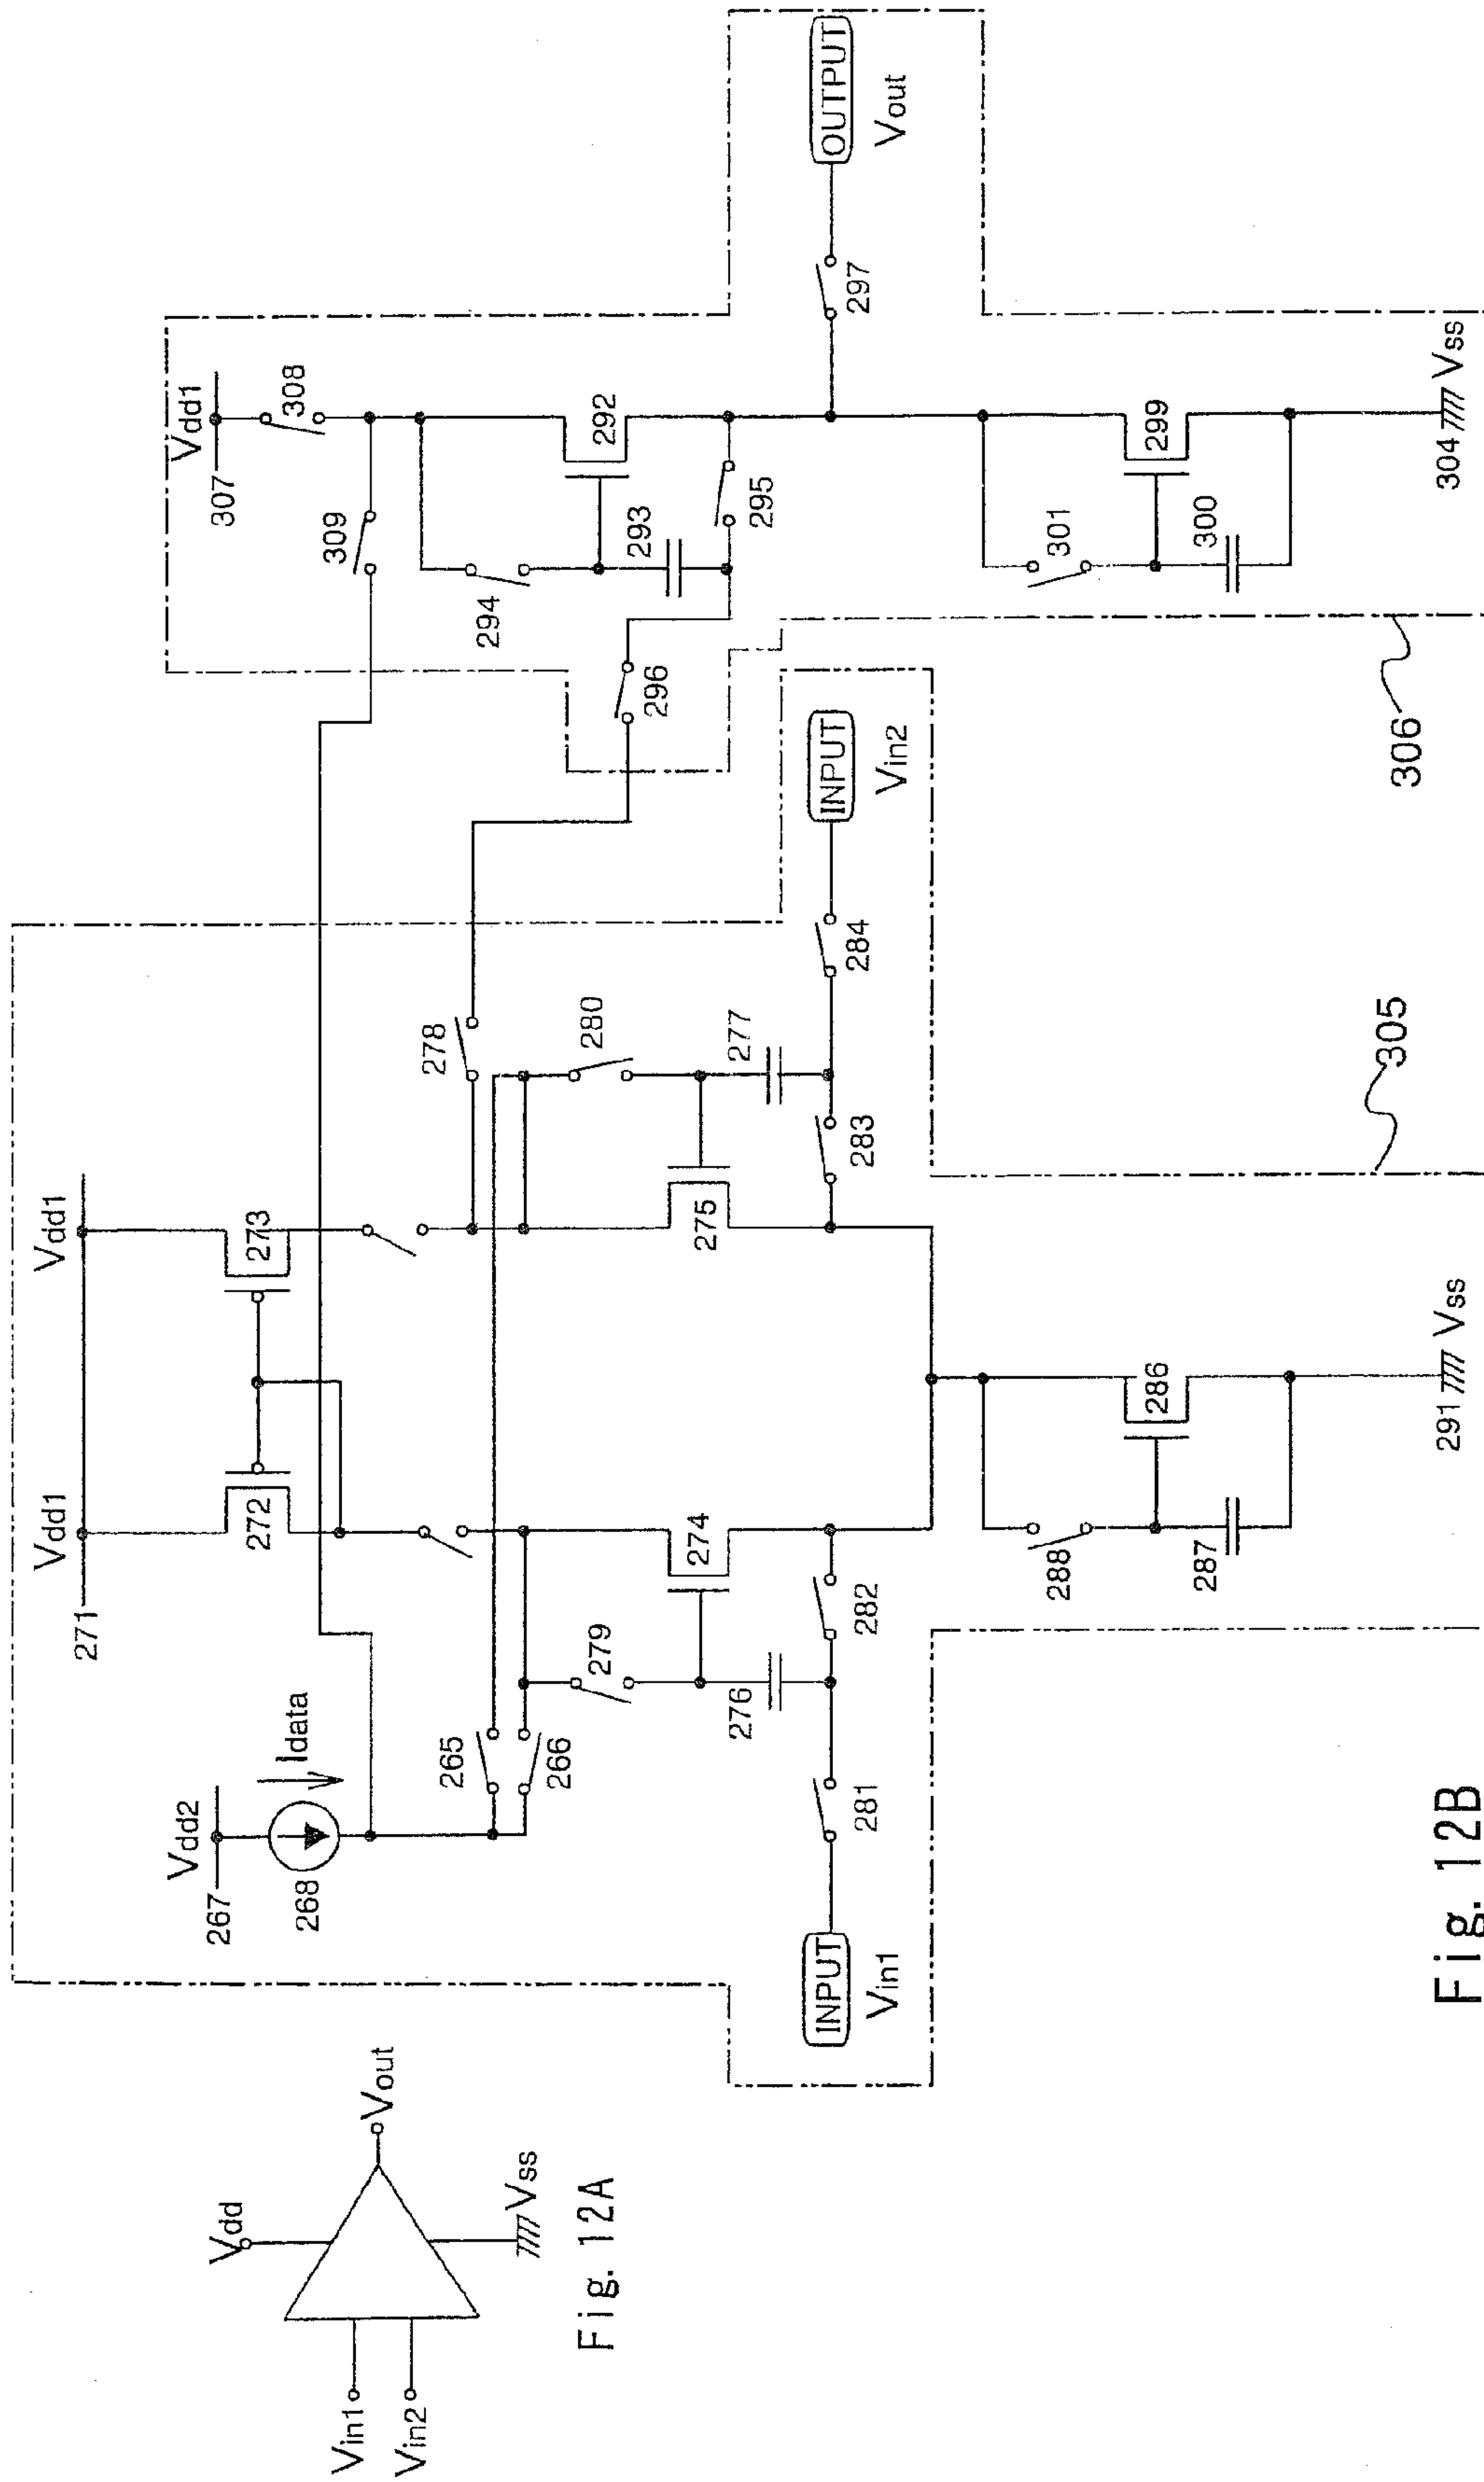 Vdd
Vin1
Vin2
Vout
Vss
Fig. 12A
Vdd2
267
268
Idata
271
Vdd1
Vdd1
272
273
265
266
279
274
276
281
282
INPUT
Vin1
278
280
275
277
283
284
INPUT
Vin2
288
286
287
291
Vss
305
Vdd1
307
308
309
294
292
293
295
296
297
OUTPUT
Vout
301
299
300
304
Vss
306
Fig. 12B